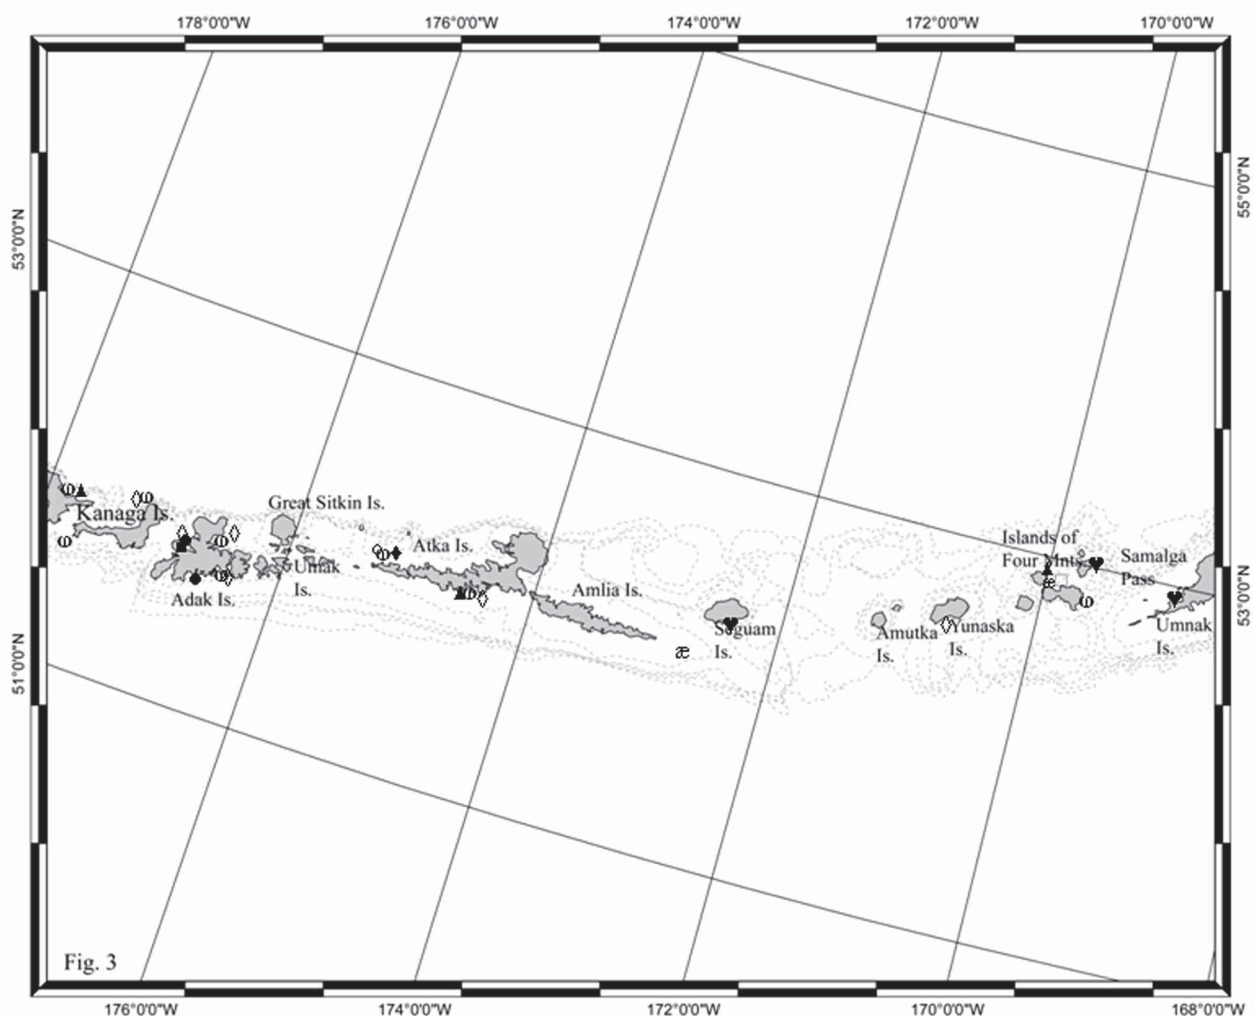 178°0'0"W 176°0'0"W 174°0'0"W 172°0'0"W 170°0'0"W
55°0'0"N
53°0'0"N
Great Sitkin Is.
Kanaga Is.
Atka Is.
Islands of
Four Mnts.
Samalga
Pass
Umak
Is.
Adak Is.
Amlia Is.
53°0'0"N
Seguam
Is.
Amutka
Is.
Yunaska
Is.
Umnak
Is.
51°0'0"N
Fig. 3
176°0'0"W 174°0'0"W 172°0'0"W 170°0'0"W 168°0'0"W